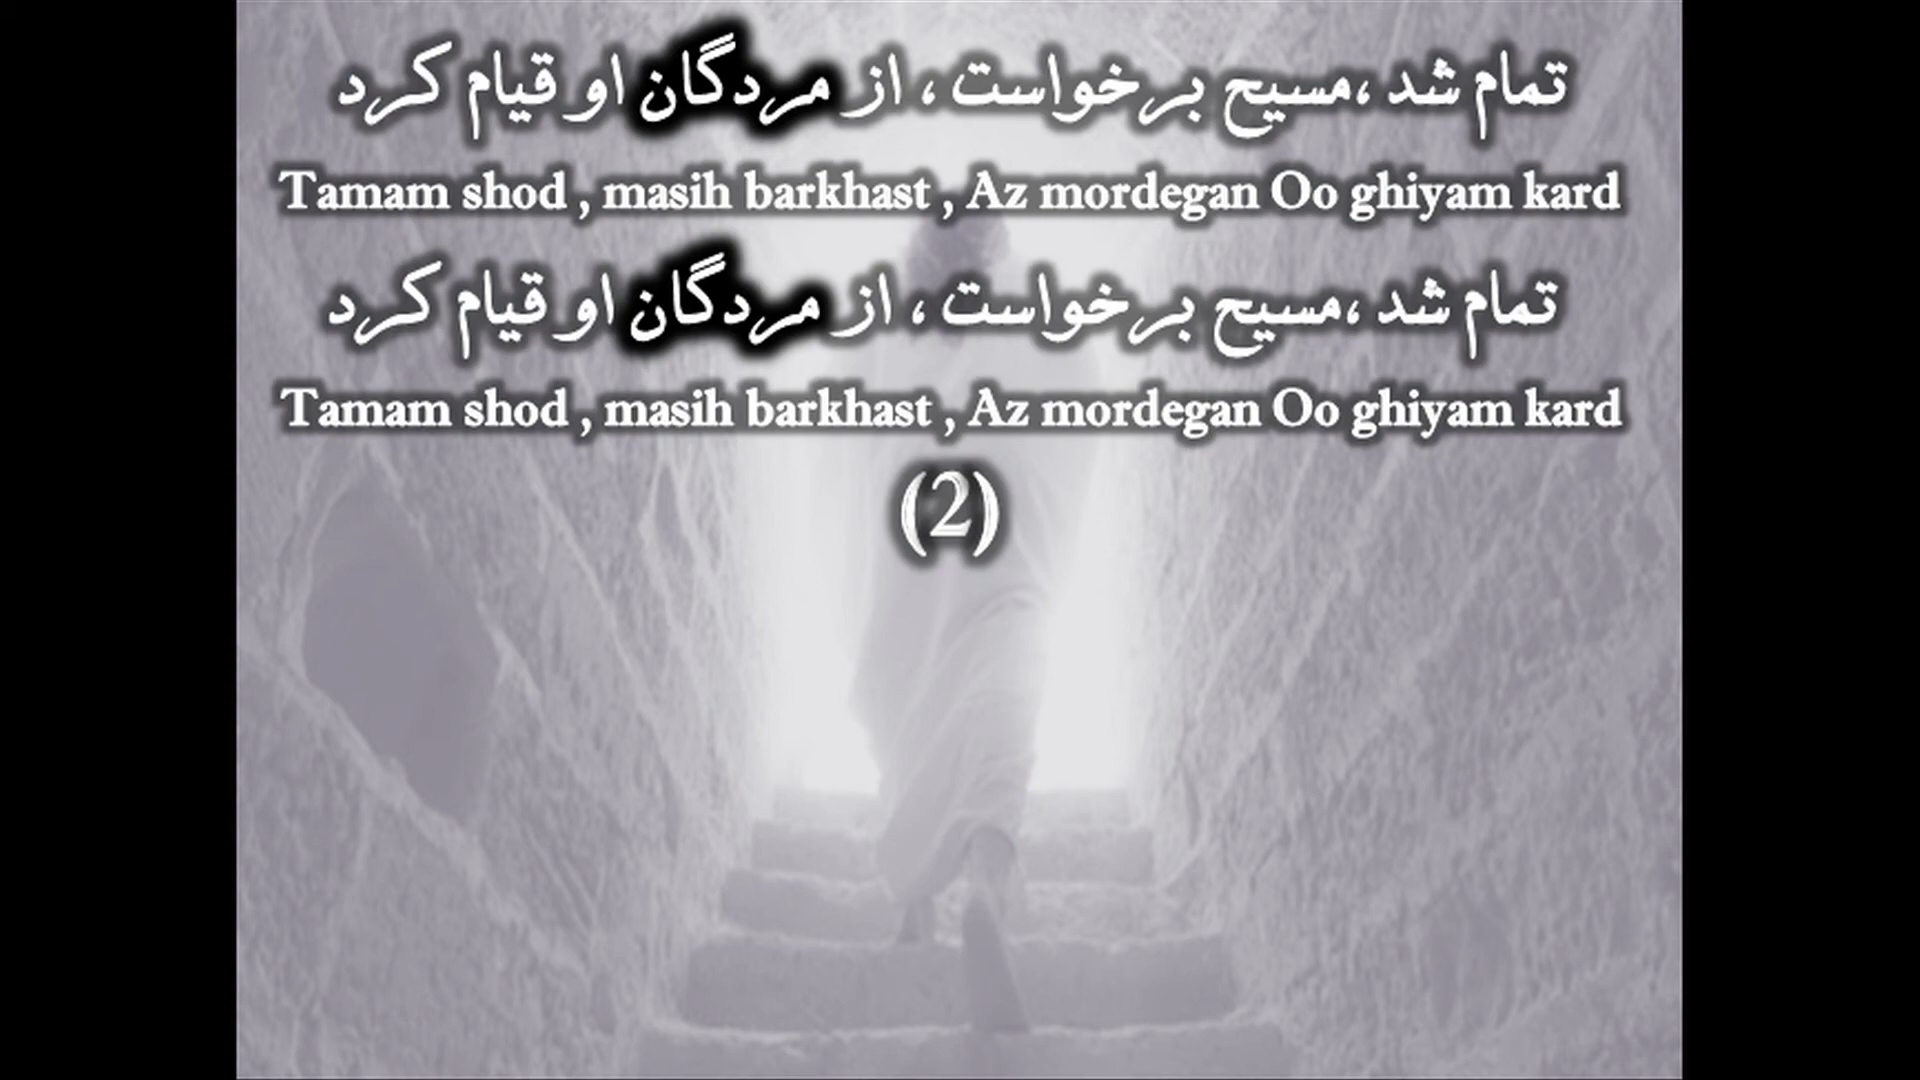 تمام شد ،مسیح برخواست ، از مردگان او قیام کرد
Tamam shod , masih barkhast , Az mordegan Oo ghiyam kard
تمام شد ،مسیح برخواست ، از مردگان او قیام کرد
Tamam shod , masih barkhast , Az mordegan Oo ghiyam kard
(2)